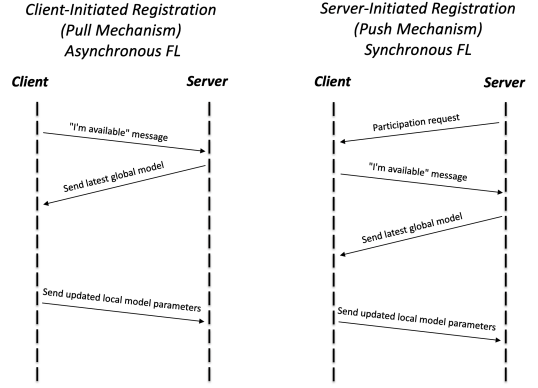 Client-Initiated Registration
(Pull Mechanism)
Asynchronous FL
Client
Server
"I'm available" message
Send latest global model
Send updated local model parameters
Server-Initiated Registration
(Push Mechanism)
Synchronous FL
Client
Server
Participation request
"I'm available" message
Send latest global model
Send updated local model parameters